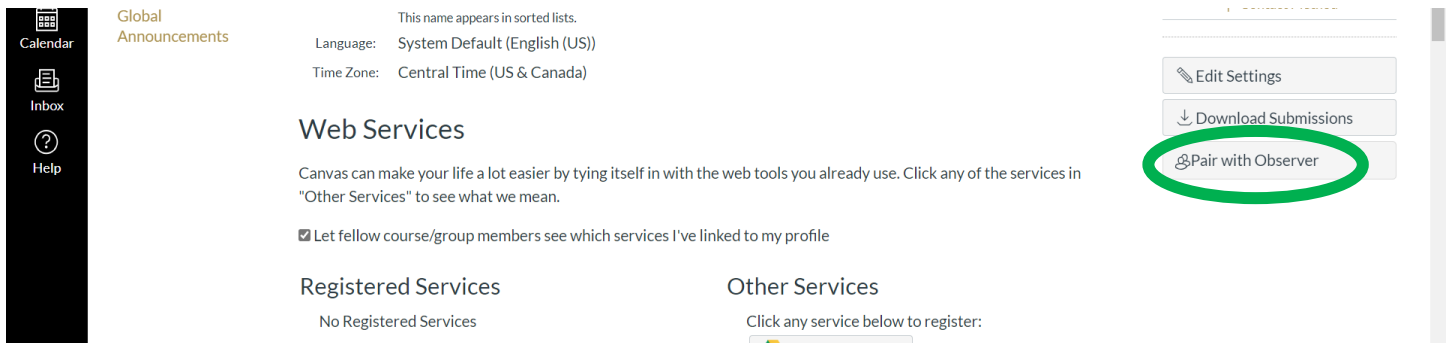 Calendar
Inbox
Help
Global
Announcements
This name appears in sorted lists.
Language: System Default (English (US))
Time Zone: Central Time (US & Canada)
Web Services
Canvas can make your life a lot easier by tying itself in with the web tools you already use. Click any of the services in
"Other Services" to see what we mean.
Let fellow course/group members see which services I've linked to my profile
Registered Services
No Registered Services
Other Services
Click any service below to register:
Edit Settings
Download Submissions
Pair with Observer